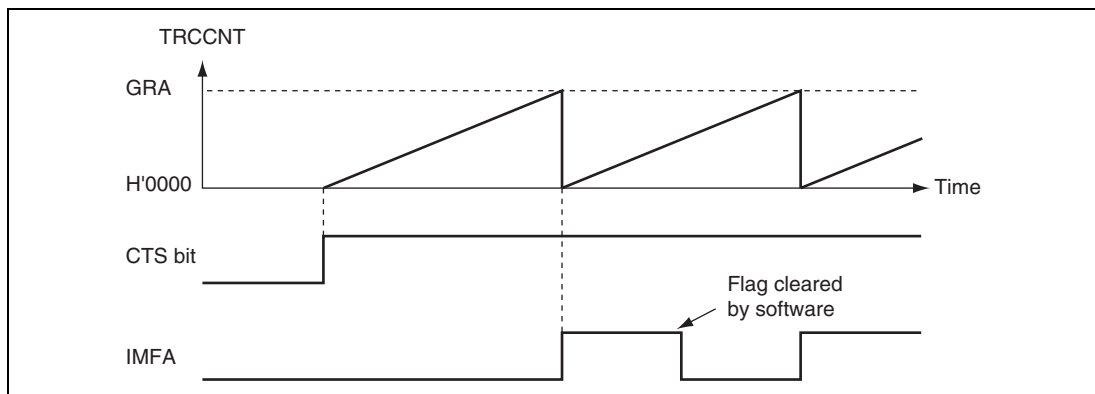 TRCCNT
GRA
H'0000
Time
CTS bit
Flag cleared
by software
IMFA